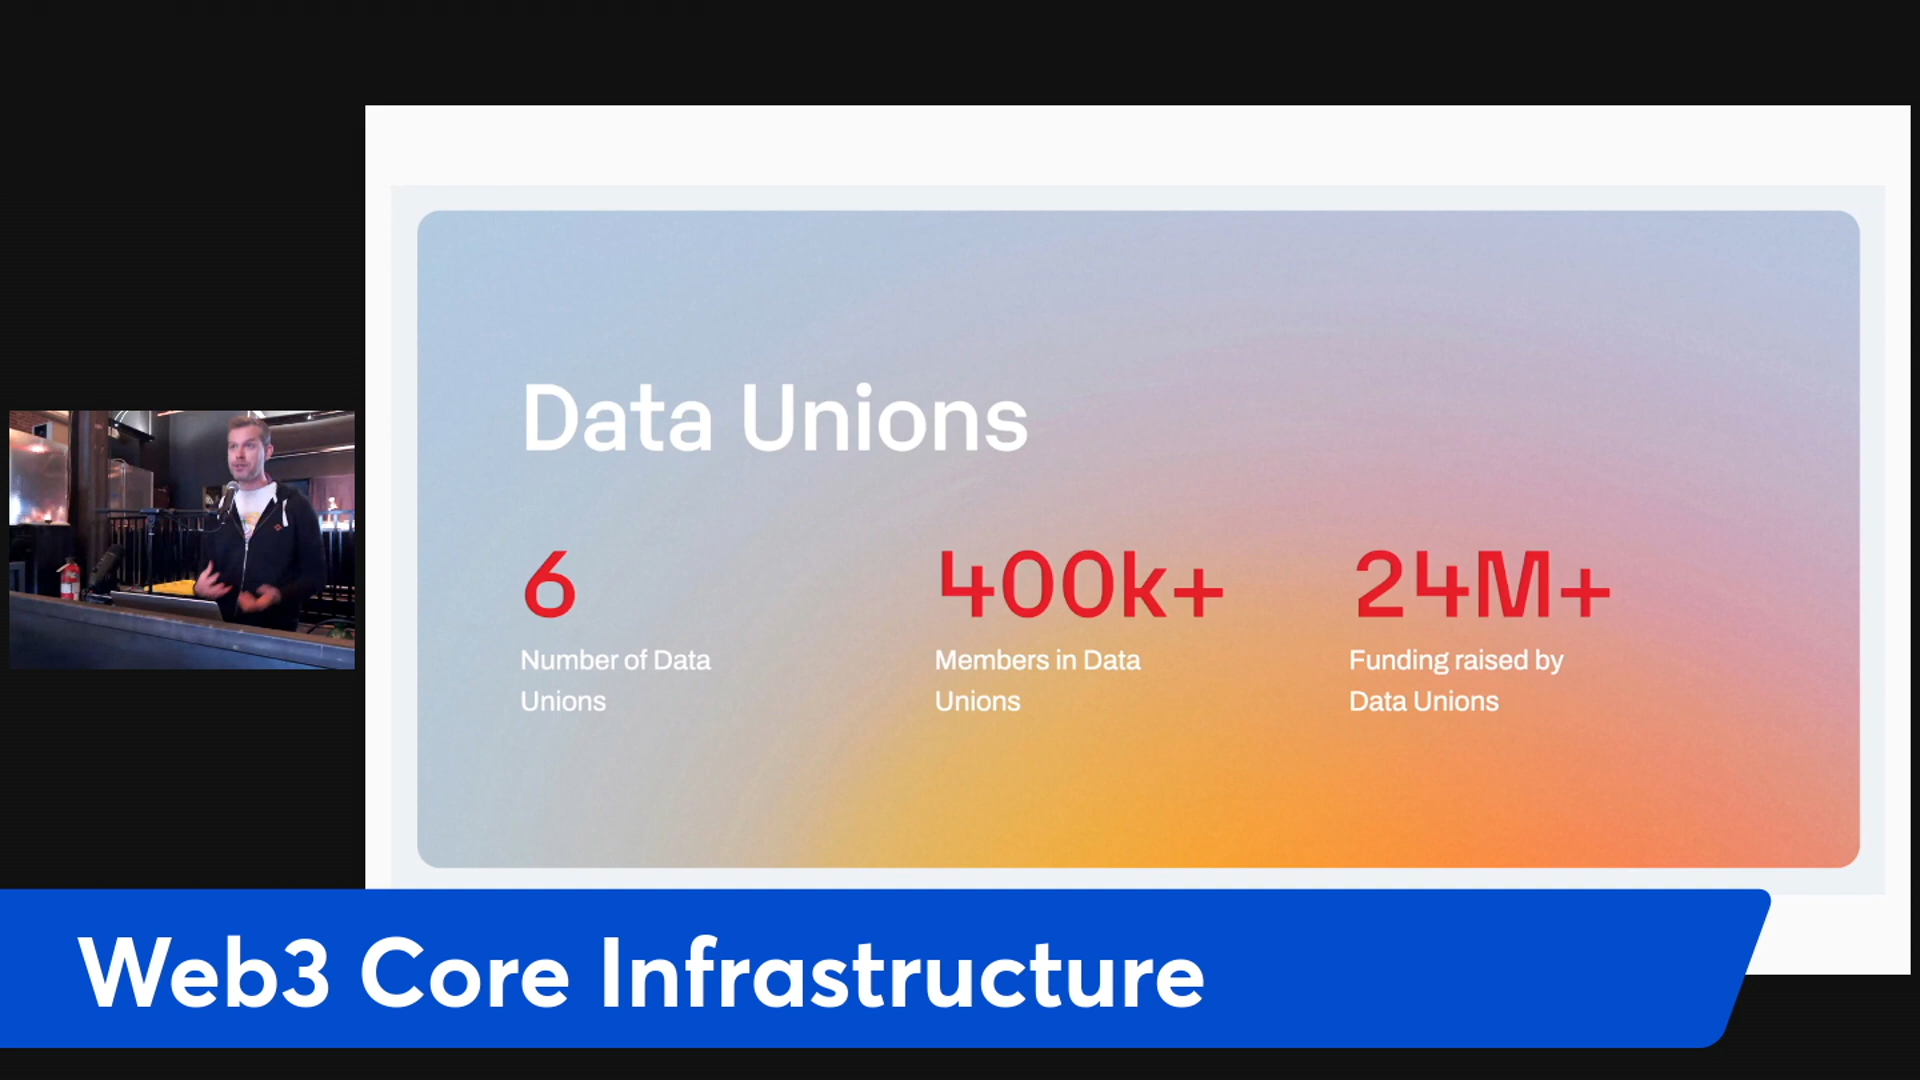 Data Unions
6
Number of Data
Unions
400k+
Members in Data
Unions
24M+
Funding raised by
Data Unions
Web3 Core Infrastructure